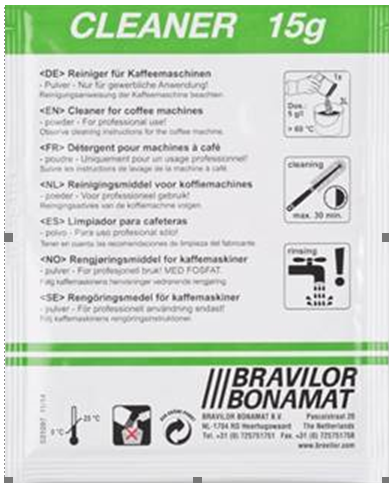 CLEANER 15g
<DE> Reiniger für Kaffeemaschinen
- Pulver - Nur für gewerbliche Anwendung!
Reinigungsanweisung der Kaffeemaschine beachten.
<EN> Cleaner for coffee machines
- powder - For professional use!
Observe cleaning instructions for the coffee machine.
<FR> Détergent pour machines à café
- poudre - Uniquement pour un usage professionnel!
Suivre les instructions de lavage de la machine à café.
<NL> Reinigingsmiddel voor koffiemachines
- poeder - Voor professioneel gebruik!
Reinigingsadvies van de koffiemachine volgen.
<ES> Limpiador para cafeteras
- polvo - Para uso profesional sólo!
Tener en cuenta las recomendaciones de limpieza del fabricante.
<NO> Rengjøringsmiddel for kaffemaskiner
- pulver - For profesjonell bruk! MED FOSFAT.
Følg kaffemaskinens henvisninger vedrørende rengjøring.
<SE> Rengöringsmedel för kaffemaskiner
- pulver - För professionell användning endast!
Följ kaffemaskinens rengöringsinstruktioner.
1x
1L
Dos.:
5 g/l
> 60 °C
cleaning
max. 30 min.
rinsing
!
BRAVILOR
BONAMAT
BRAVILOR BONAMAT B.V. Pascalstraat 20
NL-1704 RD Heerhugowaard The Netherlands
Tel. +31 (0) 725751751 Fax. +31 (0) 725751758
www.bravilor.com
25 °C
0 °C
11/14